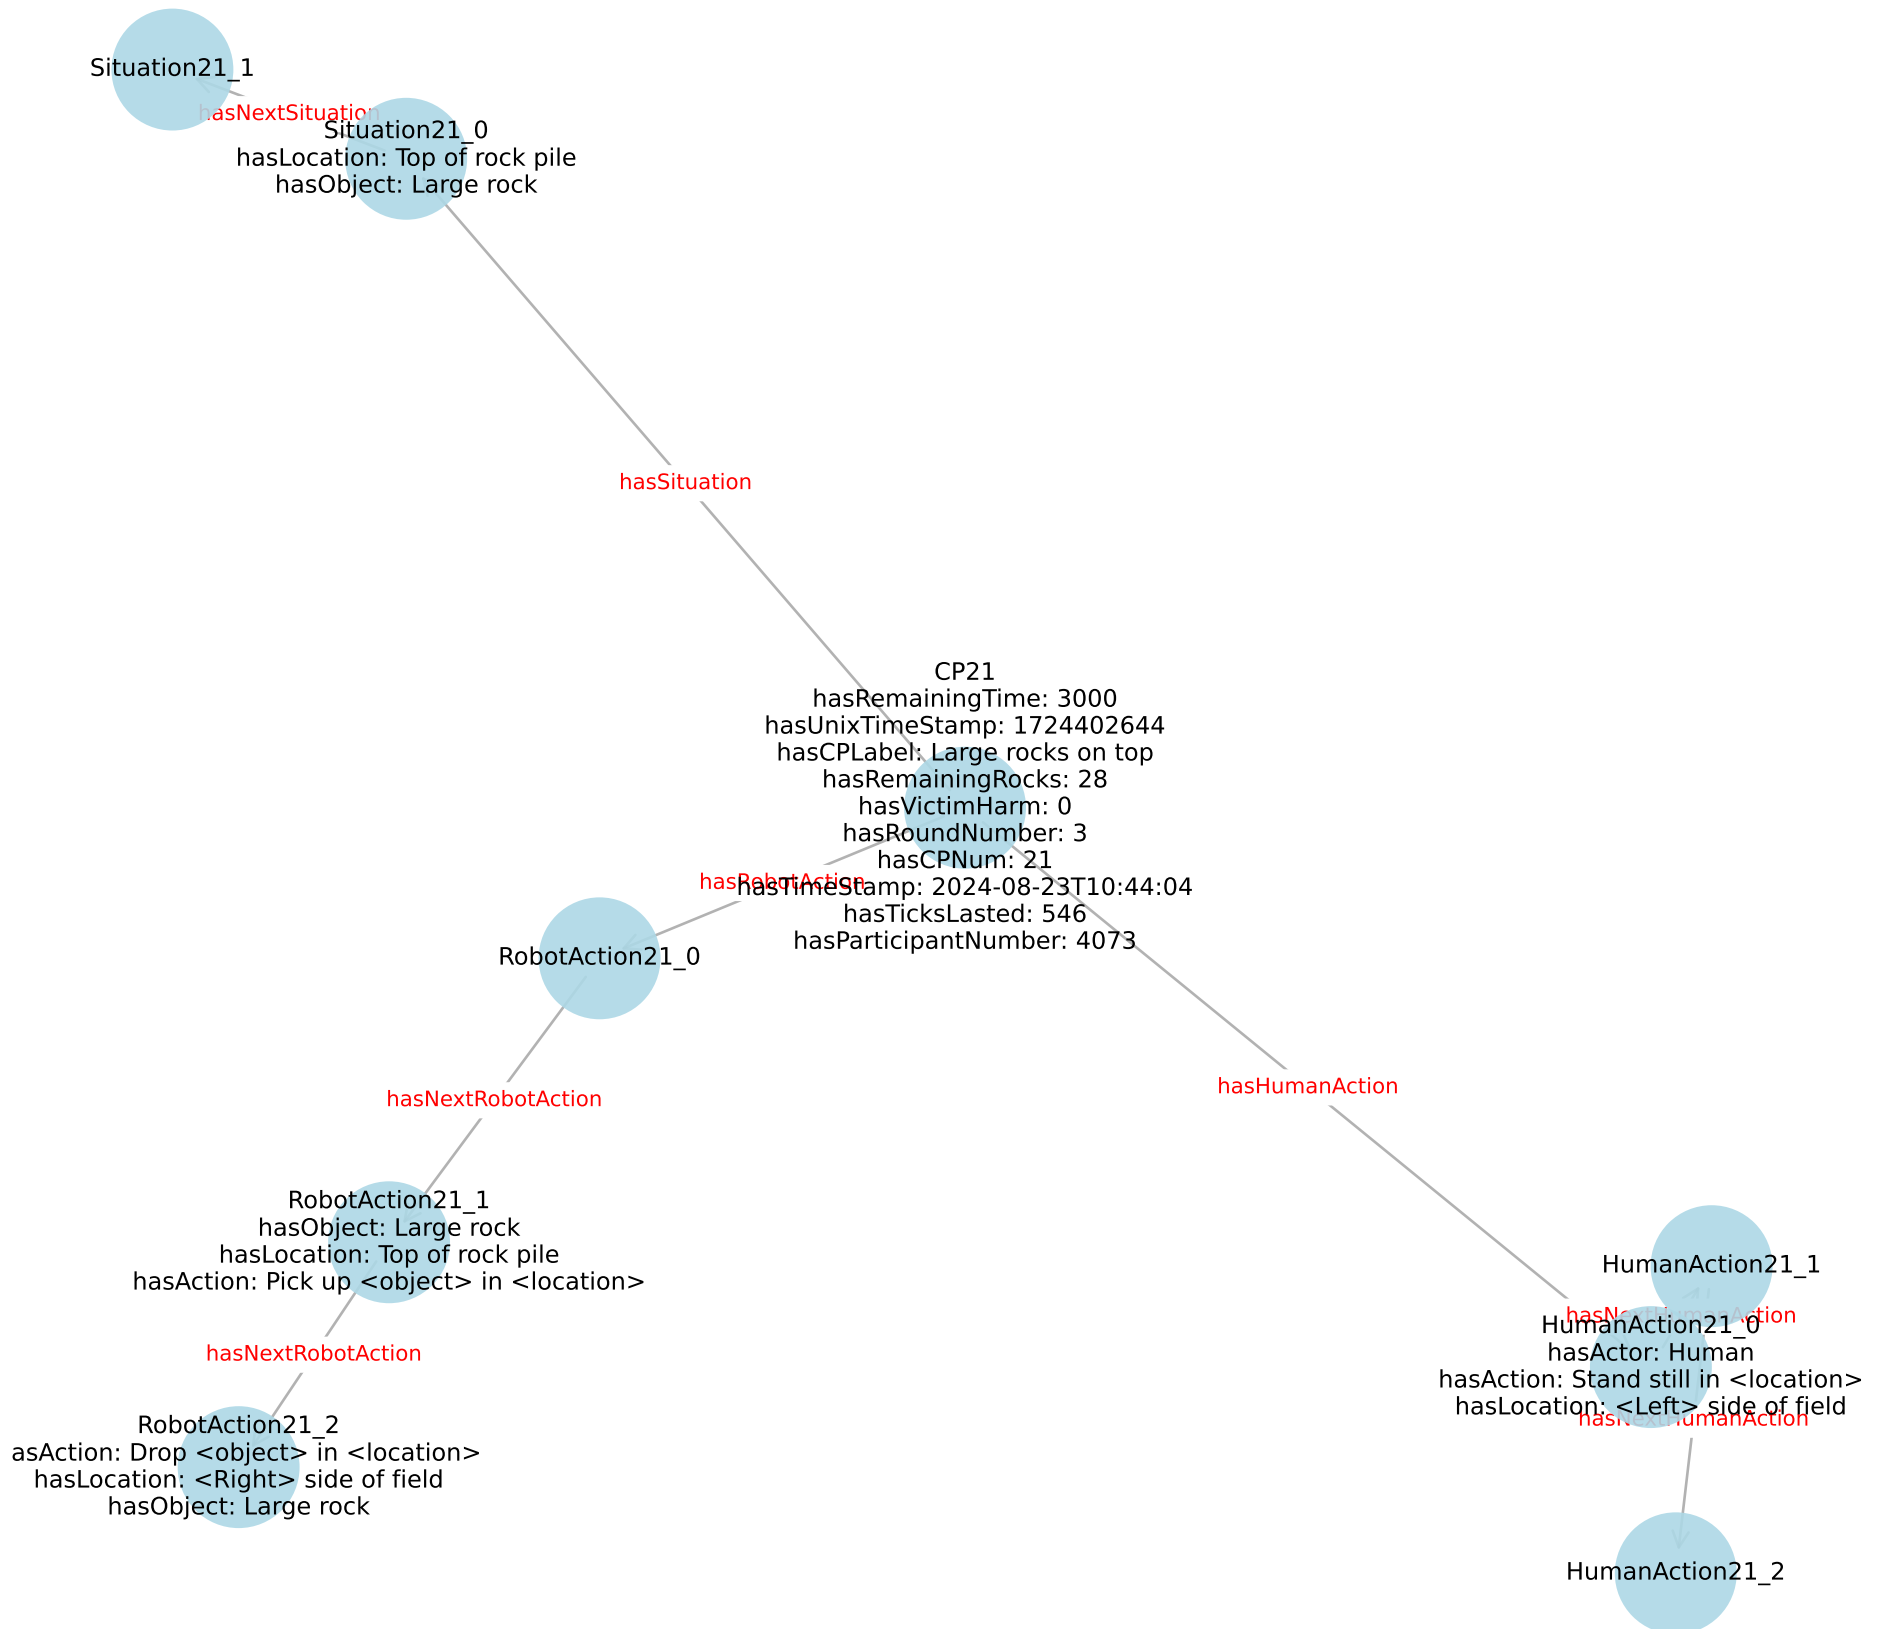 Situation21_1
hasNextSituation
Situation21_0
hasLocation: Top of rock pile
hasObject: Large rock
hasSituation
CP21
hasRemainingTime: 3000
hasUnixTimeStamp: 1724402644
hasCPLabel: Large rocks on top
hasRemainingRocks: 28
hasVictimHarm: 0
hasRoundNumber: 3
hasCPNum: 21
hasRobotAction
hasTimeStamp: 2024-08-23T10:44:04
hasTicksLasted: 546
hasParticipantNumber: 4073
RobotAction21_0
hasNextRobotAction
hasHumanAction
RobotAction21_1
hasObject: Large rock
hasLocation: Top of rock pile
hasAction: Pick up <object> in <location>
hasNextRobotAction
RobotAction21_2
asAction: Drop <object> in <location>
hasLocation: <Right> side of field
hasObject: Large rock
HumanAction21_1
hasNextHumanAction
HumanAction21_0
hasActor: Human
hasAction: Stand still in <location>
hasLocation: <Left> side of field
hasNextHumanAction
HumanAction21_2